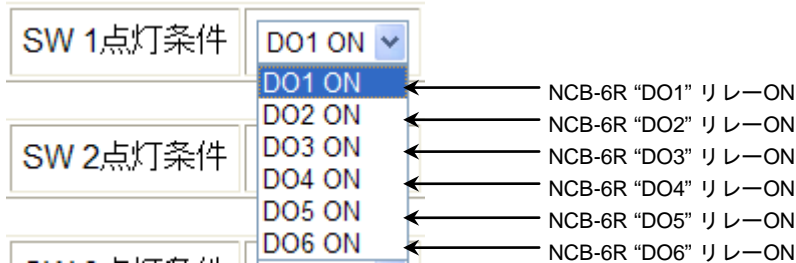 SW 1点灯条件 DO1 ON
DO1 ON NCB-6R “DO1” リレーON
DO2 ON NCB-6R “DO2” リレーON
SW 2点灯条件 DO3 ON NCB-6R “DO3” リレーON
DO4 ON NCB-6R “DO4” リレーON
DO5 ON NCB-6R “DO5” リレーON
DO6 ON NCB-6R “DO6” リレーON